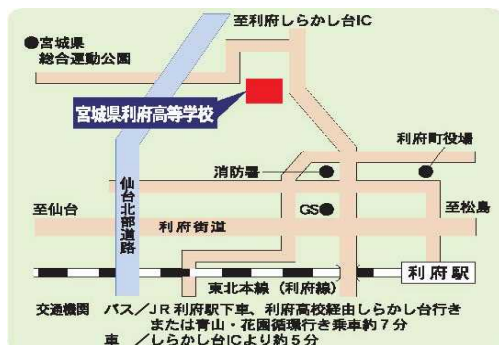 至利府しらかし台IC
●宮城県
総合運動公園
宮城県利府高等学校
利府町役場
消防署
仙台北部道路
至仙台
GS
至松島
利府街道
利府駅
東北本線（利府線）
交通機関　バス／JR利府駅下車、利府高校経由しらかし台行き
または青山・花園循環行き乗車約7分
車　／しらかし台ICより約5分